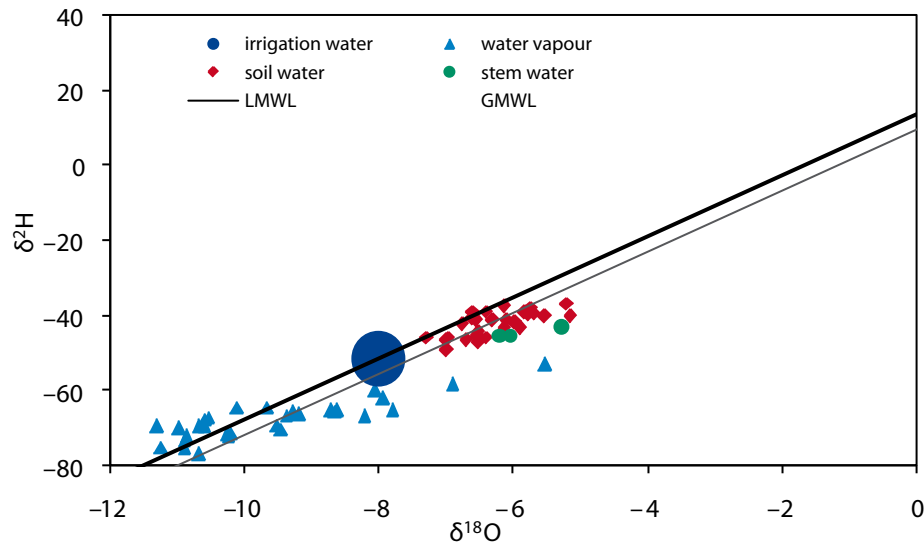 40
20
0
−20
−40
−60
−80
δ²H
irrigation water
water vapour
soil water
stem water
LMWL
GMWL
−12
−10
−8
−6
−4
−2
0
δ¹⁸O